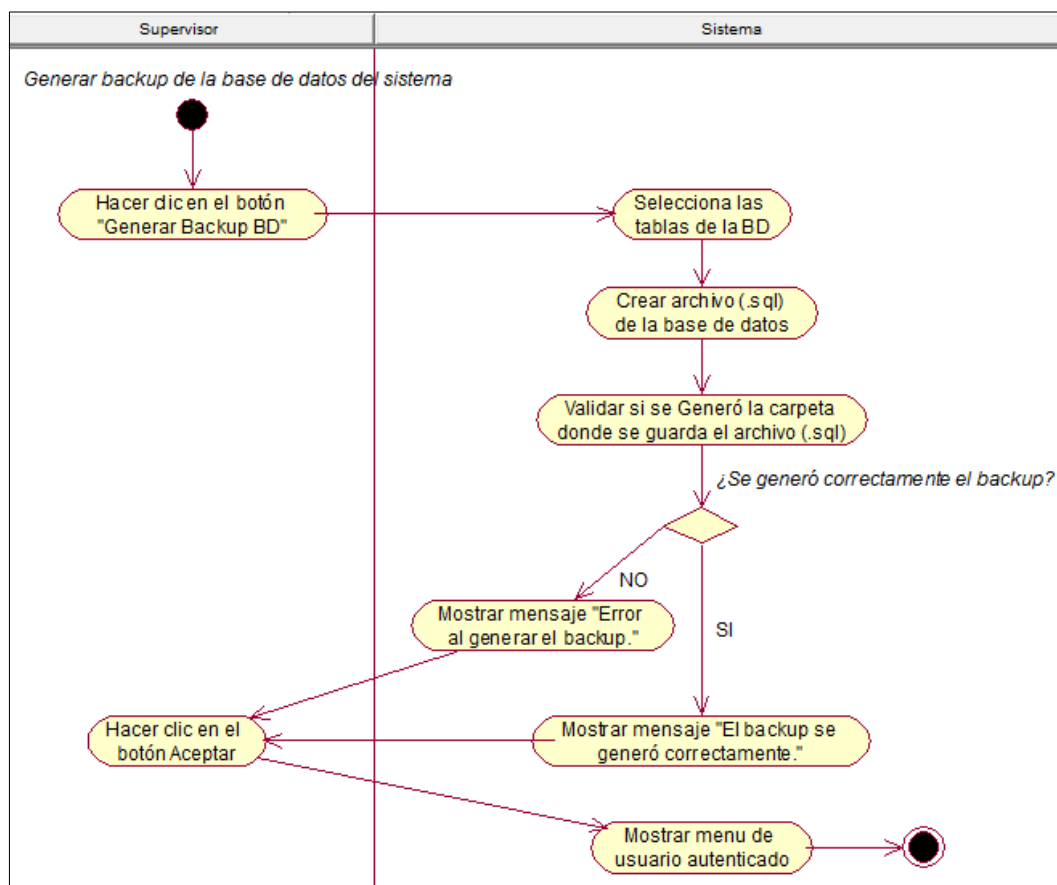 Supervisor
Sistema
Generar backup de la base de datos del sistema
Hacer clic en el botón
"Generar Backup BD"
Selecciona las
tablas de la BD
Crear archivo (.sql)
de la base de datos
Validar si se Generó la carpeta
donde se guarda el archivo (.sql)
¿Se generó correctamente el backup?
NO
SI
Mostrar mensaje "Error
al generar el backup."
Hacer clic en el
botón Aceptar
Mostrar mensaje "El backup se
generó correctamente."
Mostrar menu de
usuario autenticado